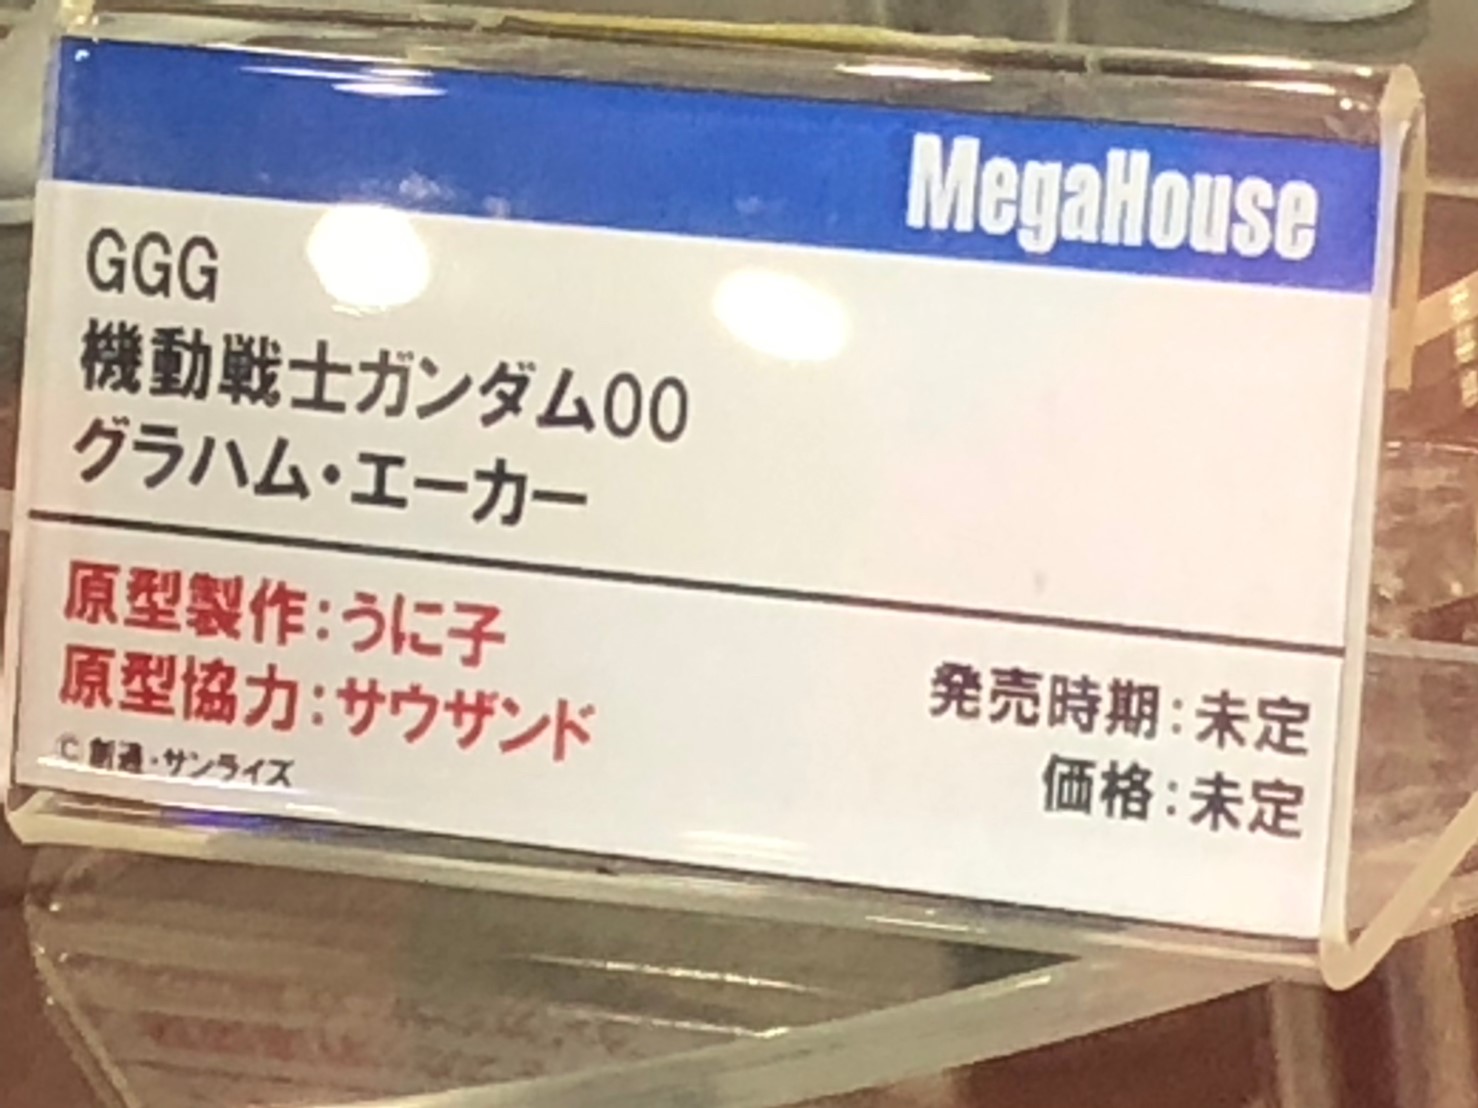 MegaHouse
GGG
機動戦士ガンダム00
グラハム・エーカー
原型製作：うに子
原型協力：サウザンド
©創通・サンライズ
発売時期：未定
価格：未定